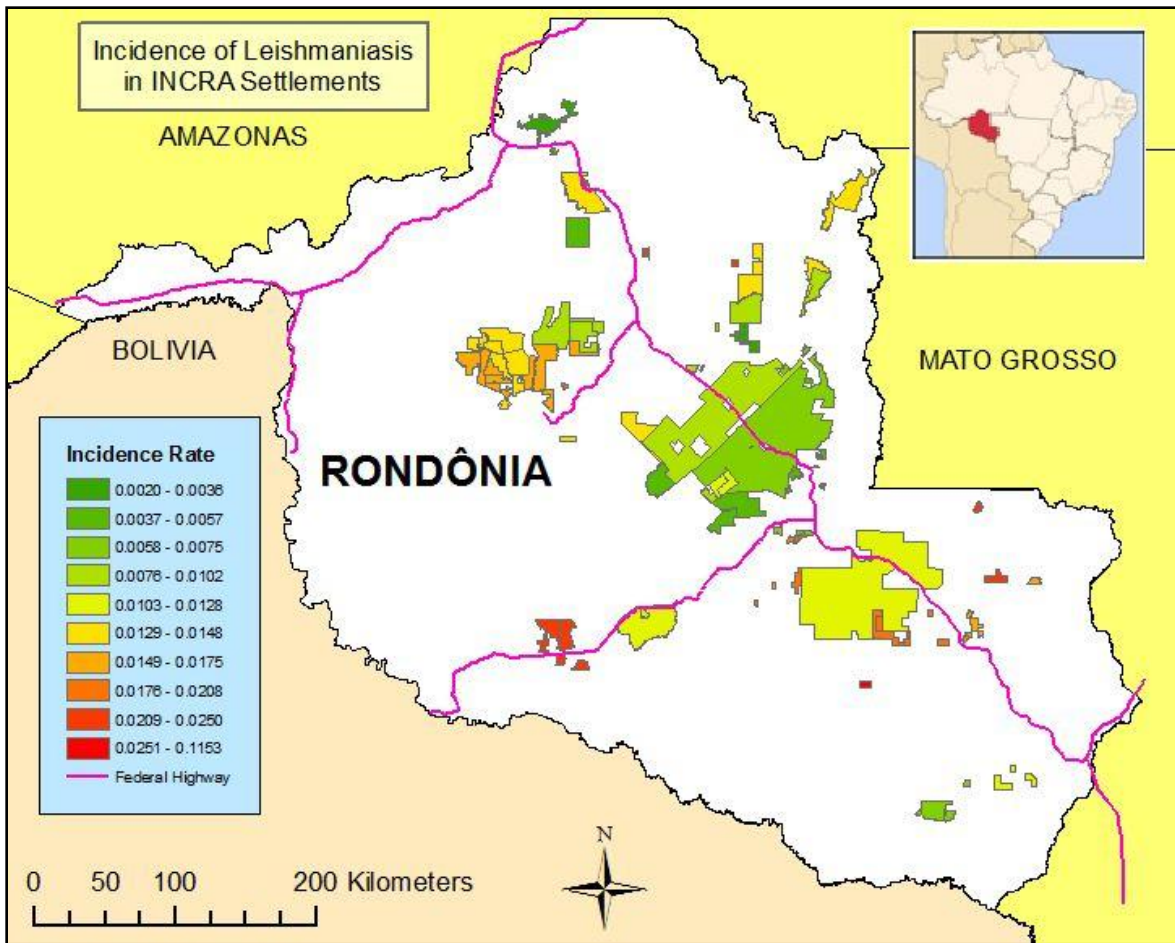 Incidence of Leishmaniasis
in INCRA Settlements
AMAZONAS
BOLIVIA
MATO GROSSO
RONDÔNIA
Incidence Rate
0.0020 - 0.0036
0.0037 - 0.0057
0.0058 - 0.0075
0.0076 - 0.0102
0.0103 - 0.0128
0.0129 - 0.0148
0.0149 - 0.0175
0.0176 - 0.0208
0.0209 - 0.0250
0.0251 - 0.1153
Federal Highway
N
0 50 100 200 Kilometers